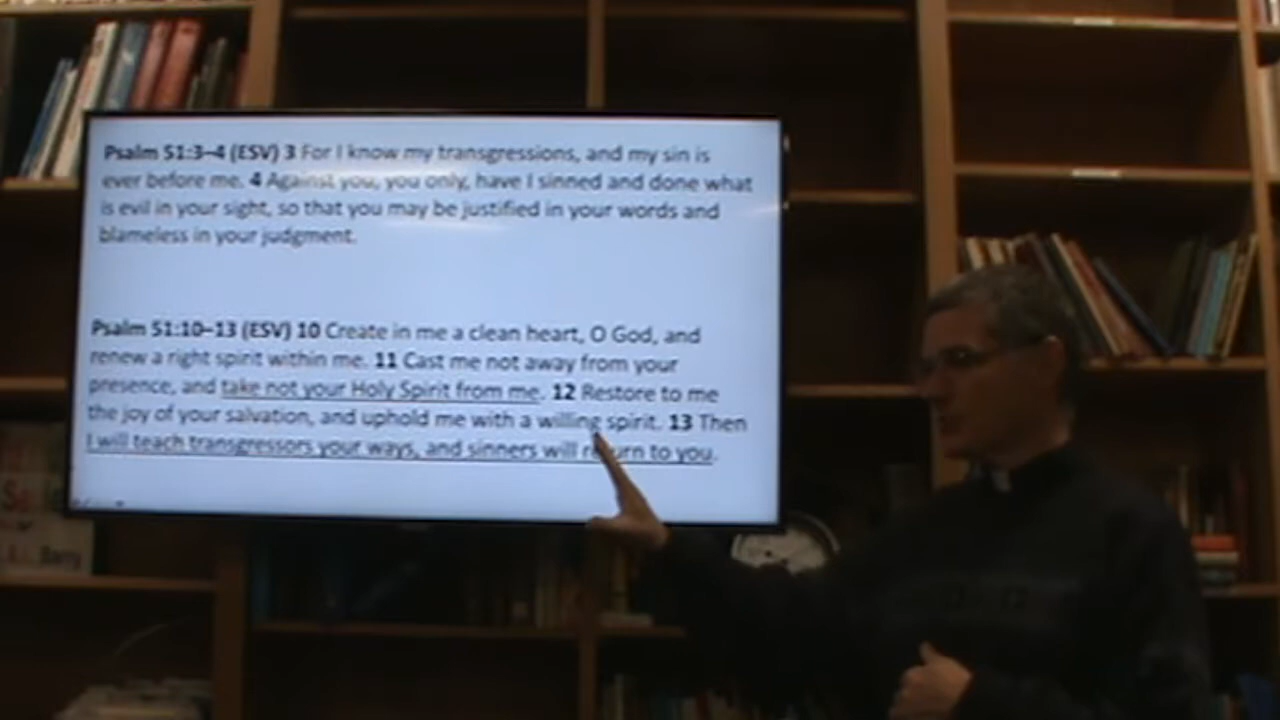 Psalm 51:3–4 (ESV) 3 For I know my transgressions, and my sin is
ever before me. 4 Against you, you only, have I sinned and done what
is evil in your sight, so that you may be justified in your words and
blameless in your judgment.
Psalm 51:10–13 (ESV) 10 Create in me a clean heart, O God, and
renew a right spirit within me. 11 Cast me not away from your
presence, and take not your Holy Spirit from me. 12 Restore to me
the joy of your salvation, and uphold me with a willing spirit. 13 Then
I will teach transgressors your ways, and sinners will return to you.